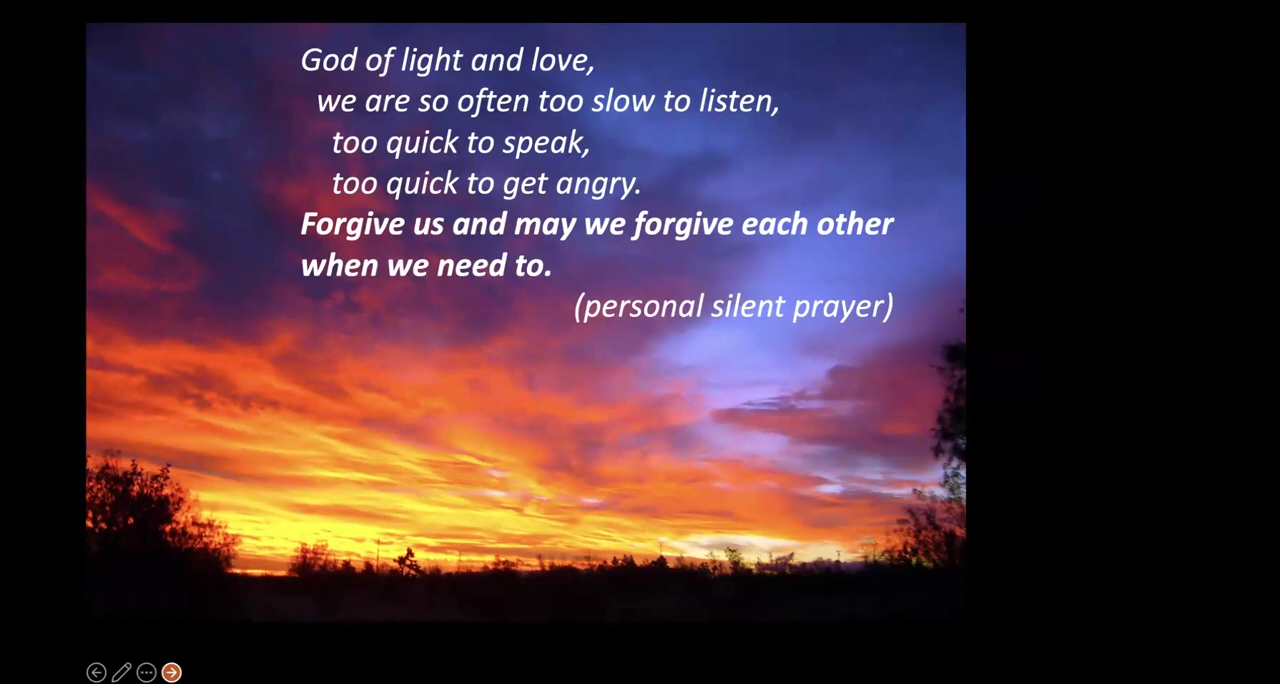 God of light and love,
we are so often too slow to listen,
too quick to speak,
too quick to get angry.
Forgive us and may we forgive each other
when we need to.
(personal silent prayer)